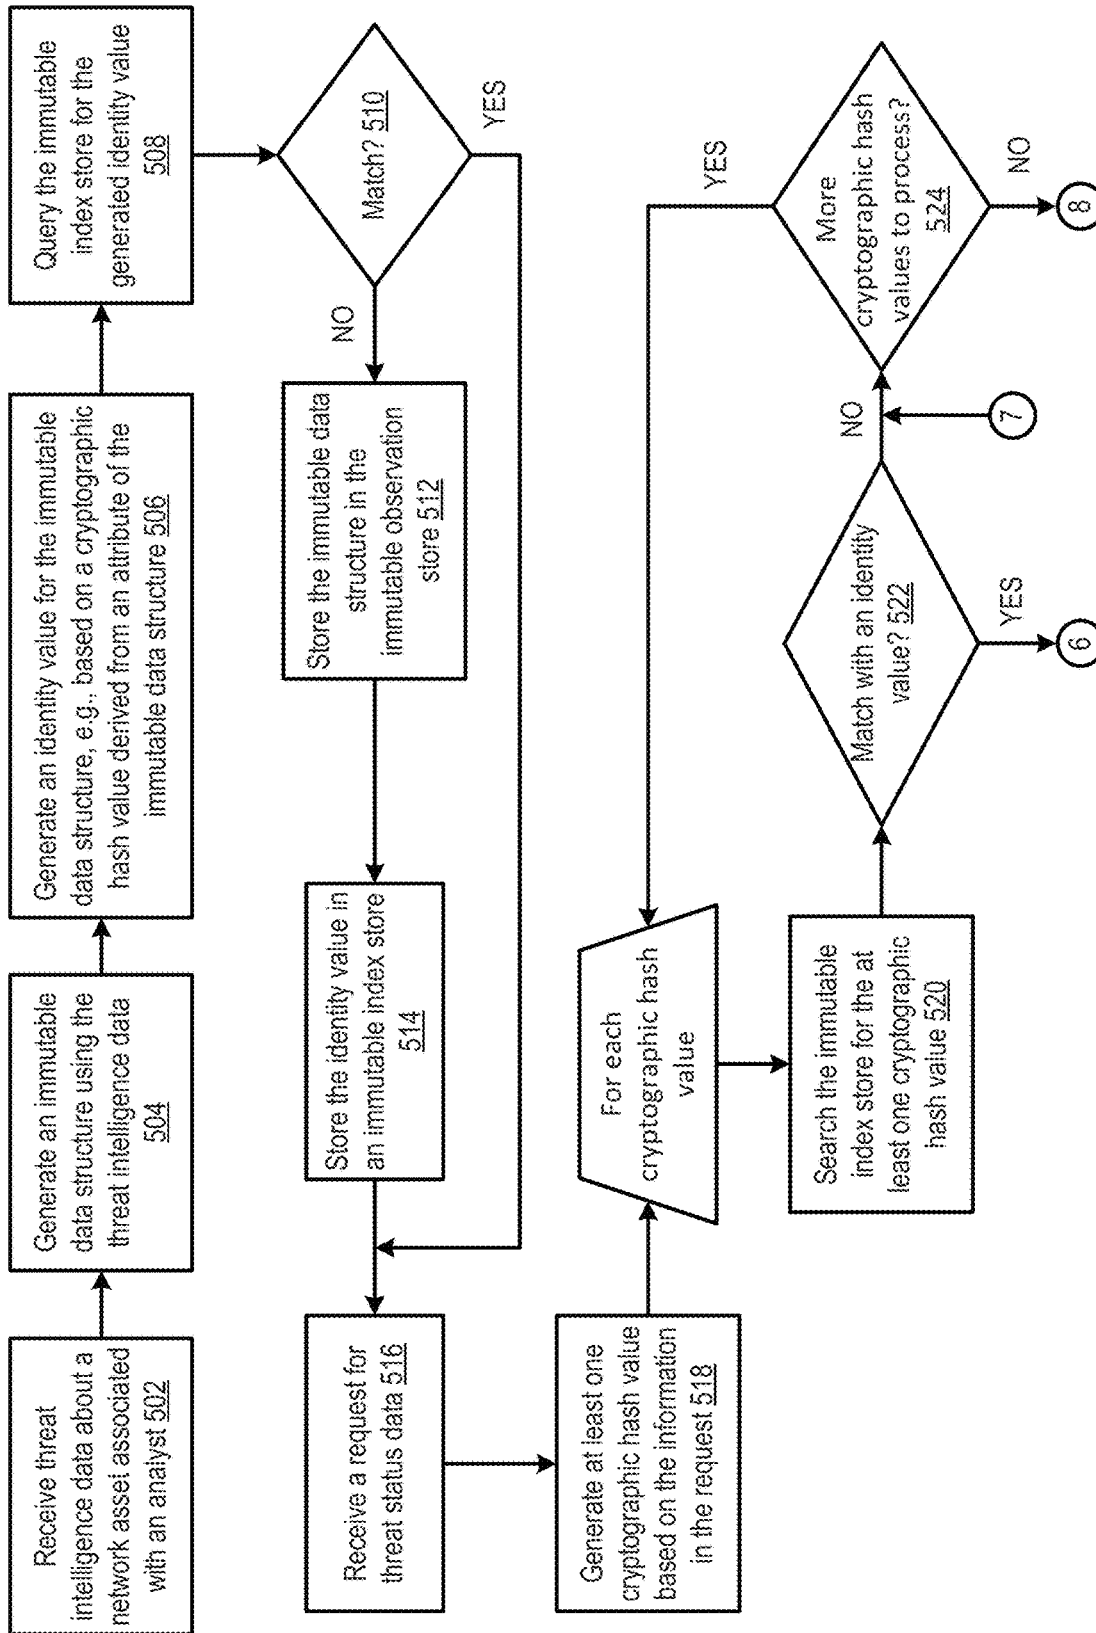 Receive threat
intelligence data about a
network asset associated
with an analyst 502
Generate an immutable
data structure using the
threat intelligence data
504
Generate an identity value for the immutable
data structure, e.g., based on a cryptographic
hash value derived from an attribute of the
immutable data structure 506
Query the immutable
index store for the
generated identity value
508
Match? 510
YES
NO
Store the immutable data
structure in the
immutable observation
store 512
Store the identity value in
an immutable index store
514
Receive a request for
threat status data 516
Generate at least one
cryptographic hash value
based on the information
in the request 518
For each
cryptographic hash
value
Search the immutable
index store for the at
least one cryptographic
hash value 520
Match with an identity
value? 522
YES
6
NO
7
More
cryptographic hash
values to process?
524
YES
NO
8